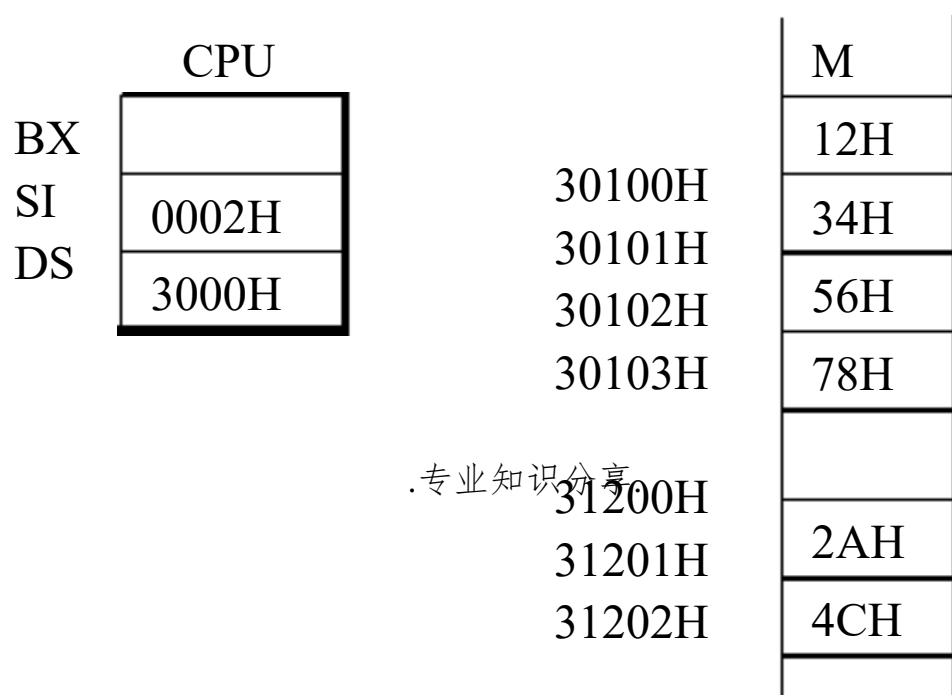 CPU
M
BX
12H
30100H
SI
0002H
34H
30101H
DS
3000H
56H
30102H
30103H
78H
.专业知识分享.
31200H
2AH
31201H
31202H
4CH